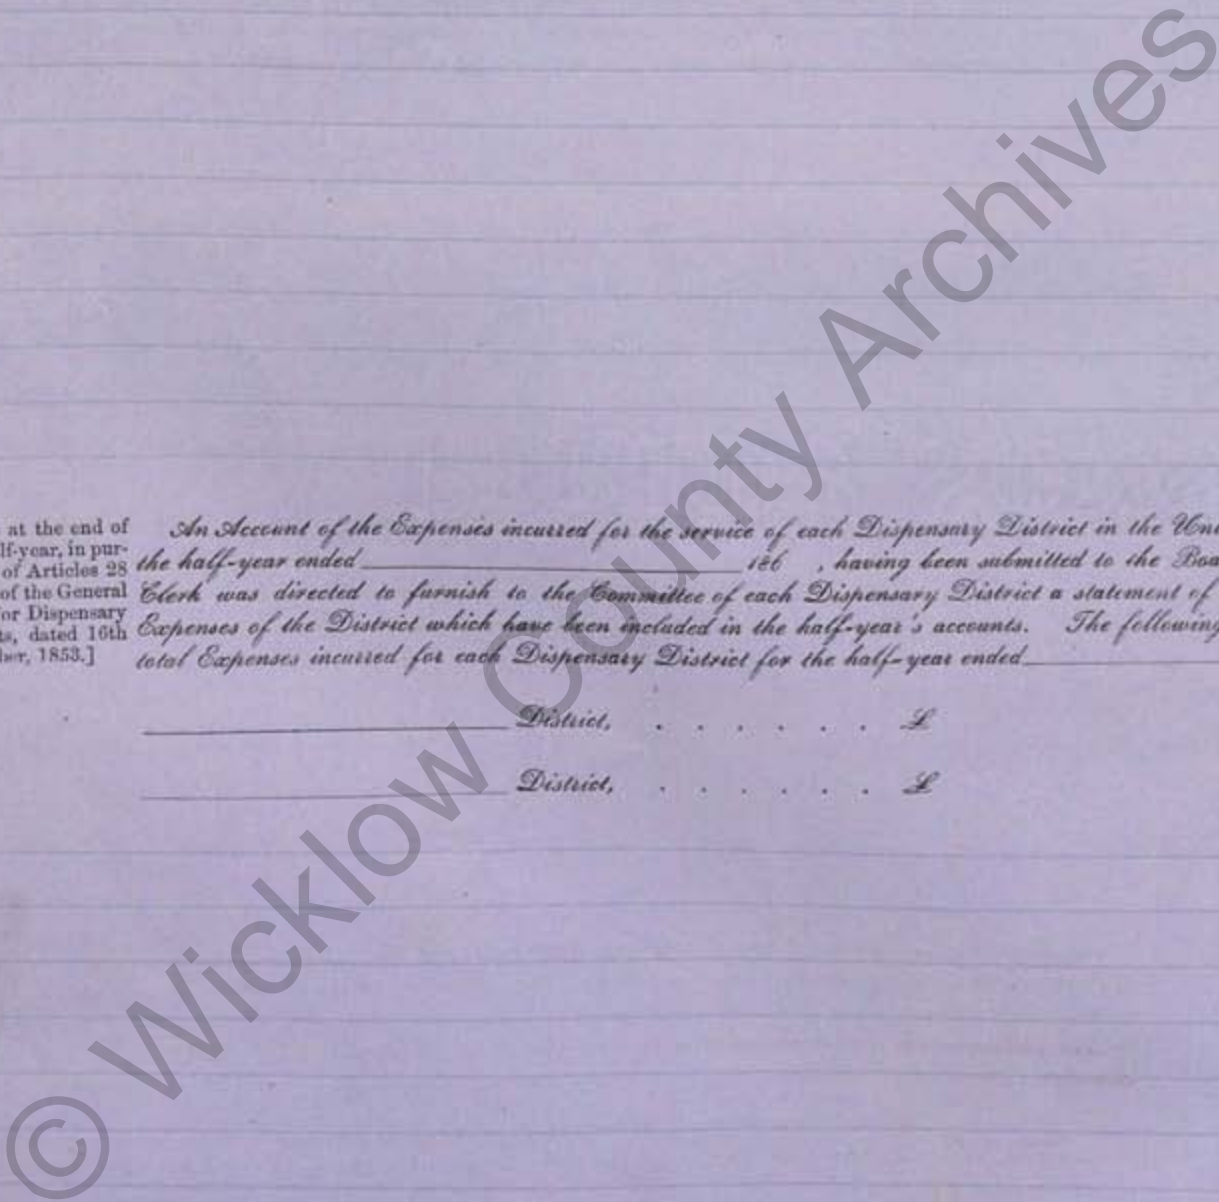 at the end of
lf-year, in pur-
of Articles 28
of the General
for Dispensary
ts, dated 16th
ber, 1853.]
An Account of the Expenses incurred for the service of each Dispensary District in the Uni
the half-year ended 186 , having been submitted to the Boa
Clerk was directed to furnish to the Committee of each Dispensary District a statement of
Expenses of the District which have been included in the half-year's accounts. The following
total Expenses incurred for each Dispensary District for the half-year ended
District, . . . . . . £
District, . . . . . . £
© Wicklow County Archives